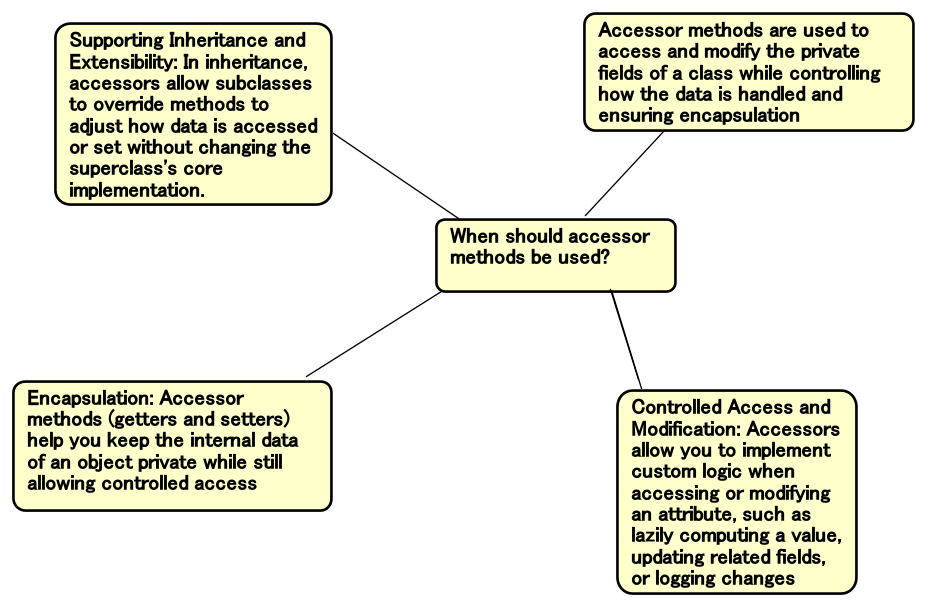 Supporting Inheritance and
Extensibility: In inheritance,
accessors allow subclasses
to override methods to
adjust how data is accessed
or set without changing the
superclass's core
implementation.
Accessor methods are used to
access and modify the private
fields of a class while controlling
how the data is handled and
ensuring encapsulation
When should accessor
methods be used?
Encapsulation: Accessor
methods (getters and setters)
help you keep the internal data
of an object private while still
allowing controlled access
Controlled Access and
Modification: Accessors
allow you to implement
custom logic when
accessing or modifying
an attribute, such as
lazily computing a value,
updating related fields,
or logging changes